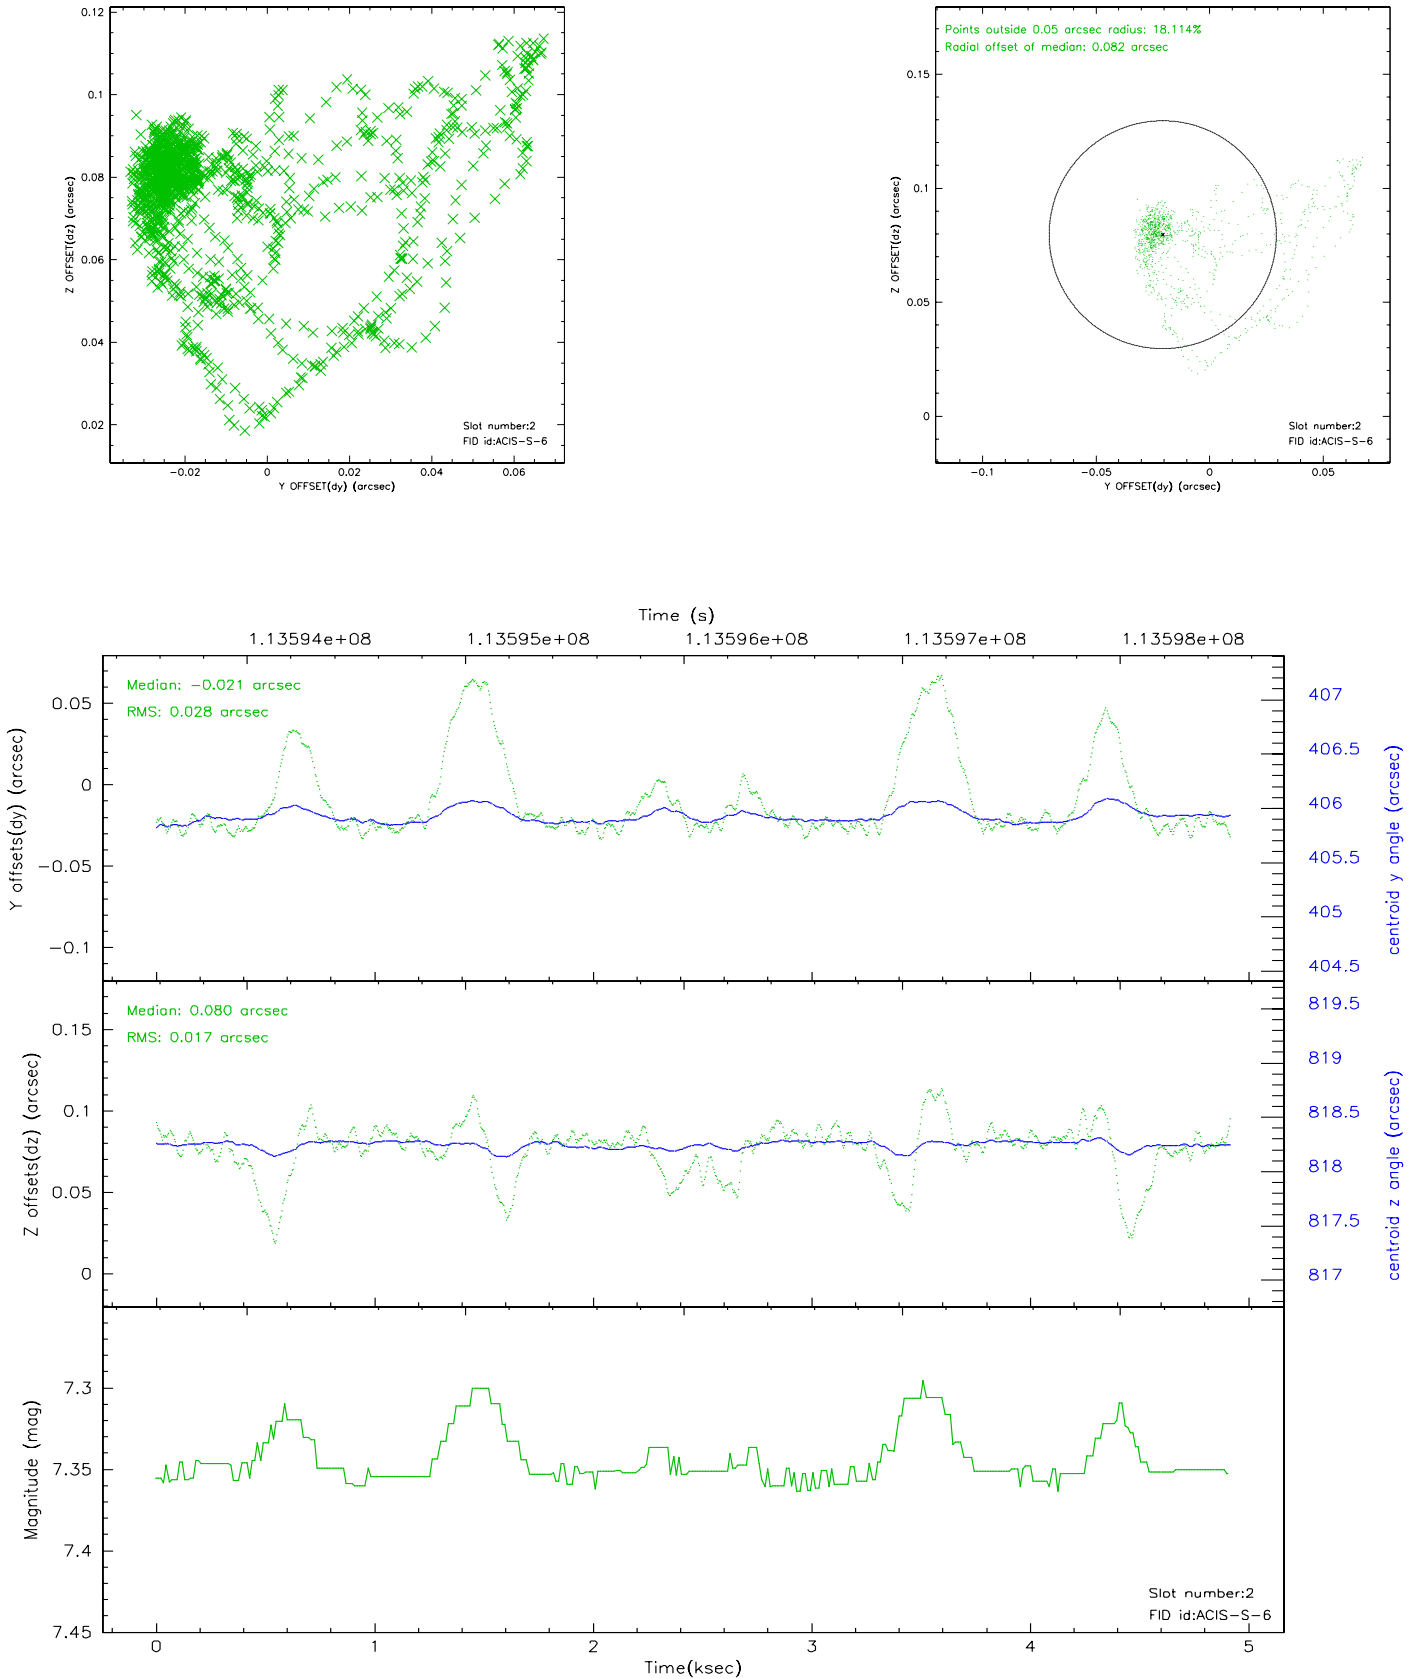 0.12
0.1
0.08
0.06
0.04
0.02
Z OFFSET(dz) (arcsec)
Slot number:2
FID id:ACIS-S-6
-0.02 0 0.02 0.04 0.06
Y OFFSET(dy) (arcsec)
Points outside 0.05 arcsec radius: 18.114%
Radial offset of median: 0.082 arcsec
0.15
0.1
0.05
0
Z OFFSET(dz) (arcsec)
Slot number:2
FID id:ACIS-S-6
-0.1 -0.05 0 0.05
Y OFFSET(dy) (arcsec)
Time (s)
1.13594e+08 1.13595e+08 1.13596e+08 1.13597e+08 1.13598e+08
Median: -0.021 arcsec
RMS: 0.028 arcsec
0.05
0
-0.05
-0.1
Y offsets(dy) (arcsec)
407
406.5
406
405.5
405
404.5
centroid y angle (arcsec)
Median: 0.080 arcsec
RMS: 0.017 arcsec
0.15
0.1
0.05
0
Z offsets(dz) (arcsec)
819.5
819
818.5
818
817.5
817
centroid z angle (arcsec)
7.3
7.35
7.4
7.45
Magnitude (mag)
Slot number:2
FID id:ACIS-S-6
0 1 2 3 4 5
Time(ksec)